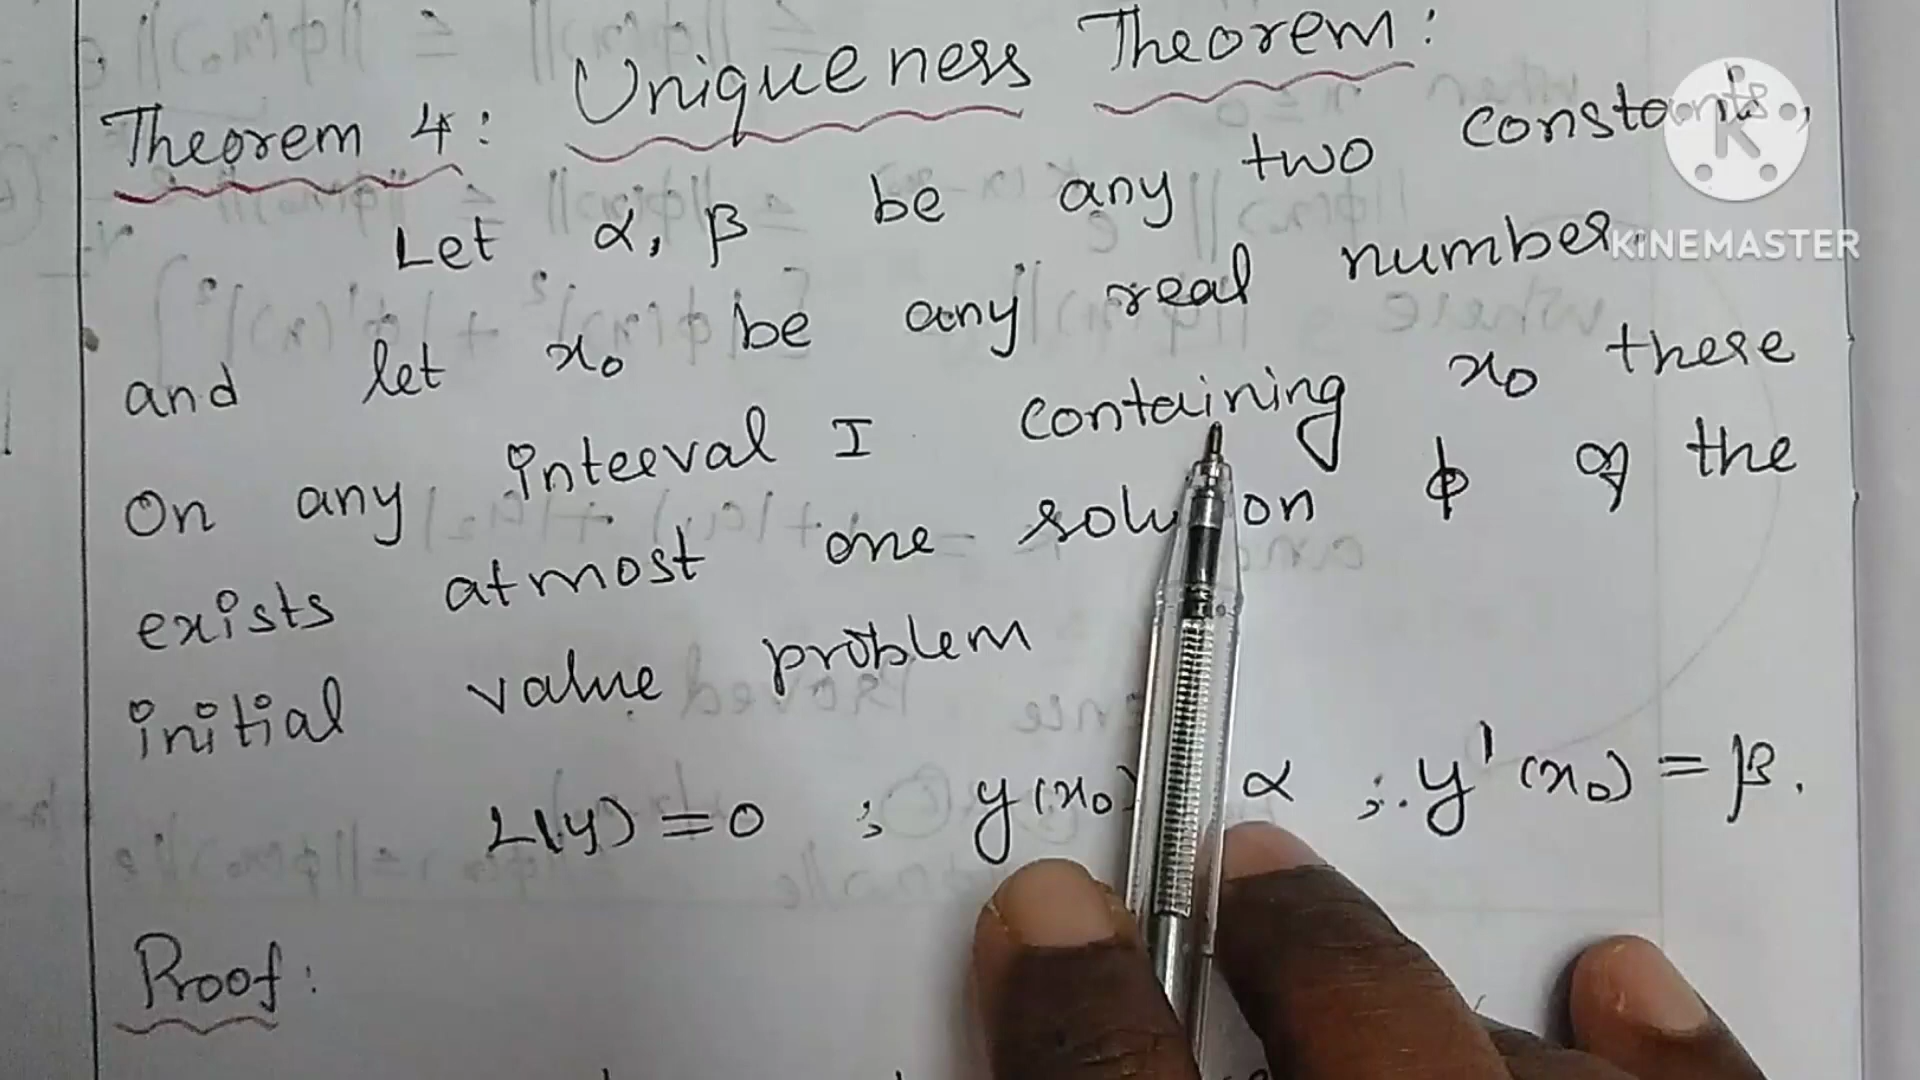 Uniqueness Theorem:
Theorem 4:
Let α, β be any two constants,
and let x₀ be any real number.
On any interval I containing x₀ there
exists atmost one solution ϕ of the
initial value problem
L(y) = 0 ; y(x₀) α ; y'(x₀) = β.
Proof:
KINEMASTER